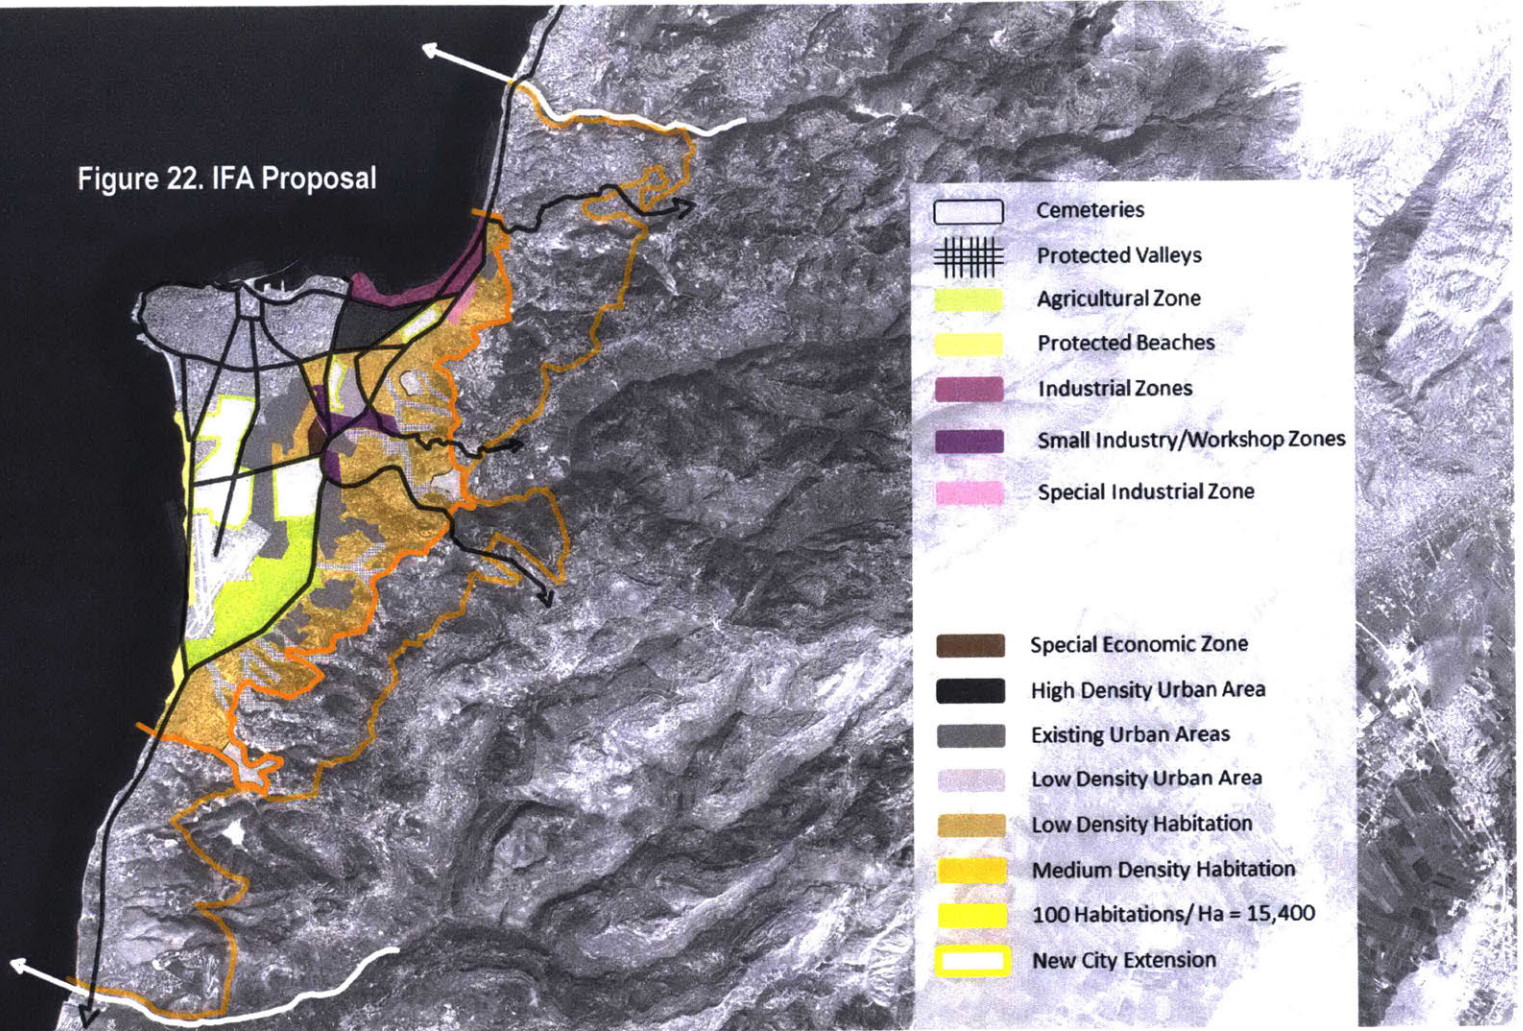 Figure 22. IFA Proposal
Cemeteries
Protected Valleys
Agricultural Zone
Protected Beaches
Industrial Zones
Small Industry/Workshop Zones
Special Industrial Zone
Special Economic Zone
High Density Urban Area
Existing Urban Areas
Low Density Urban Area
Low Density Habitation
Medium Density Habitation
100 Habitations/ Ha = 15,400
New City Extension